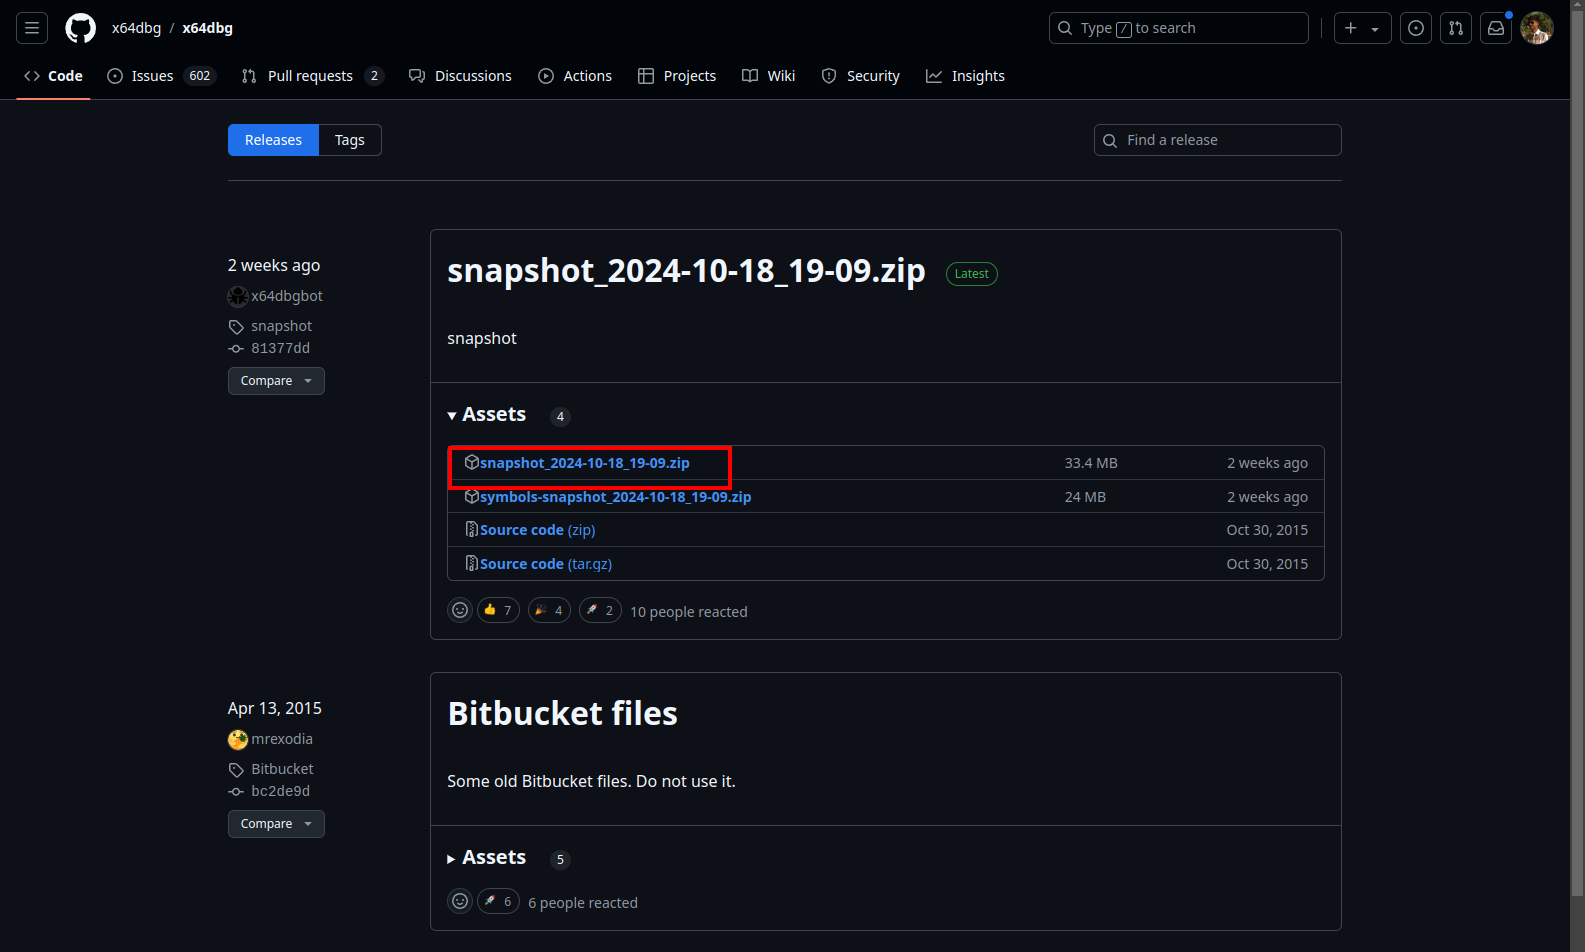 x64dbg / x64dbg
Type / to search
Code
Issues 602
Pull requests 2
Discussions
Actions
Projects
Wiki
Security
Insights
Releases
Tags
Find a release
2 weeks ago
x64dbgbot
snapshot
81377dd
Compare
snapshot_2024-10-18_19-09.zip Latest
snapshot
Assets 4
snapshot_2024-10-18_19-09.zip 33.4 MB 2 weeks ago
symbols-snapshot_2024-10-18_19-09.zip 24 MB 2 weeks ago
Source code (zip) Oct 30, 2015
Source code (tar.gz) Oct 30, 2015
7 4 2 10 people reacted
Apr 13, 2015
mrexodia
Bitbucket
bc2de9d
Compare
Bitbucket files
Some old Bitbucket files. Do not use it.
Assets 5
6 6 people reacted